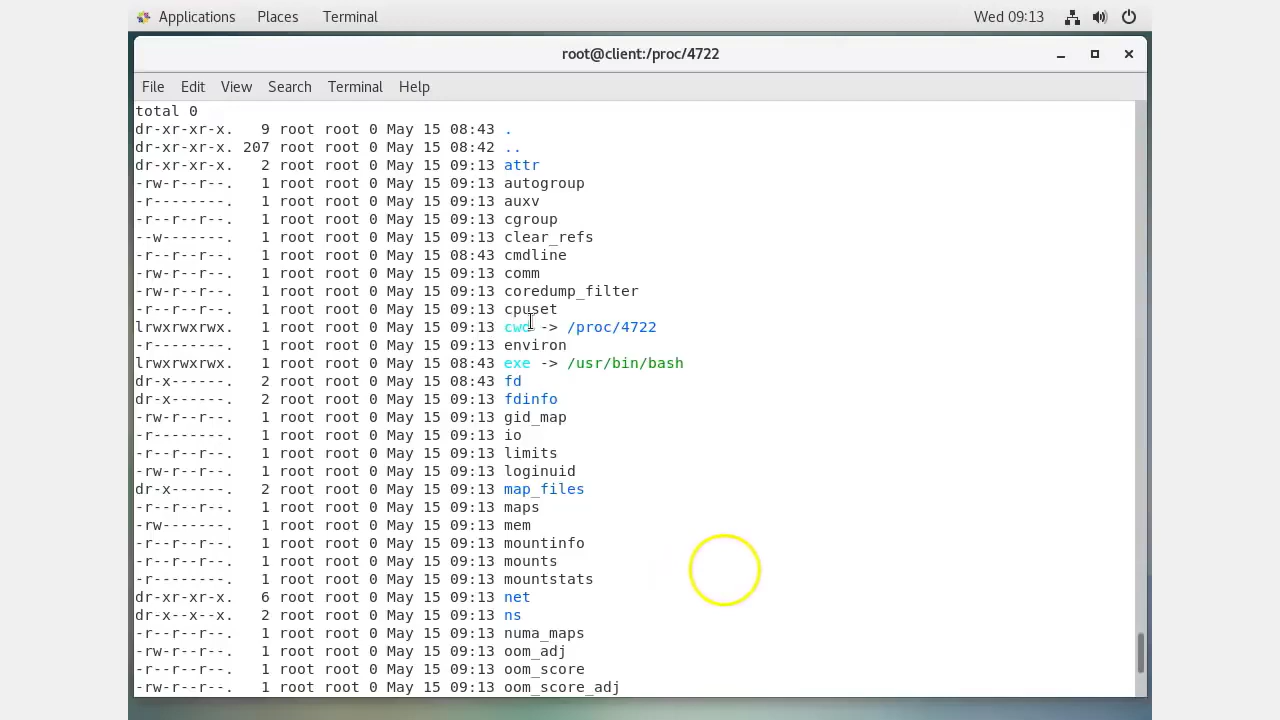 Applications Places Terminal Wed 09:13
root@client:/proc/4722
File Edit View Search Terminal Help
total 0
dr-xr-xr-x.   9 root root 0 May 15 08:43 .
dr-xr-xr-x. 207 root root 0 May 15 08:42 ..
dr-xr-xr-x.   2 root root 0 May 15 09:13 attr
-rw-r--r--.   1 root root 0 May 15 09:13 autogroup
-r--------.   1 root root 0 May 15 09:13 auxv
-r--r--r--.   1 root root 0 May 15 09:13 cgroup
--w-------.   1 root root 0 May 15 09:13 clear_refs
-r--r--r--.   1 root root 0 May 15 08:43 cmdline
-rw-r--r--.   1 root root 0 May 15 09:13 comm
-rw-r--r--.   1 root root 0 May 15 09:13 coredump_filter
-r--r--r--.   1 root root 0 May 15 09:13 cpuset
lrwxrwxrwx.   1 root root 0 May 15 09:13 cwd -> /proc/4722
-r--------.   1 root root 0 May 15 09:13 environ
lrwxrwxrwx.   1 root root 0 May 15 08:43 exe -> /usr/bin/bash
dr-x------.   2 root root 0 May 15 08:43 fd
dr-x------.   2 root root 0 May 15 09:13 fdinfo
-rw-r--r--.   1 root root 0 May 15 09:13 gid_map
-r--------.   1 root root 0 May 15 09:13 io
-r--r--r--.   1 root root 0 May 15 09:13 limits
-rw-r--r--.   1 root root 0 May 15 09:13 loginuid
dr-x------.   2 root root 0 May 15 09:13 map_files
-r--r--r--.   1 root root 0 May 15 09:13 maps
-rw-------.   1 root root 0 May 15 09:13 mem
-r--r--r--.   1 root root 0 May 15 09:13 mountinfo
-r--r--r--.   1 root root 0 May 15 09:13 mounts
-r--------.   1 root root 0 May 15 09:13 mountstats
dr-xr-xr-x.   6 root root 0 May 15 09:13 net
dr-x--x--x.   2 root root 0 May 15 09:13 ns
-r--r--r--.   1 root root 0 May 15 09:13 numa_maps
-rw-r--r--.   1 root root 0 May 15 09:13 oom_adj
-r--r--r--.   1 root root 0 May 15 09:13 oom_score
-rw-r--r--.   1 root root 0 May 15 09:13 oom_score_adj